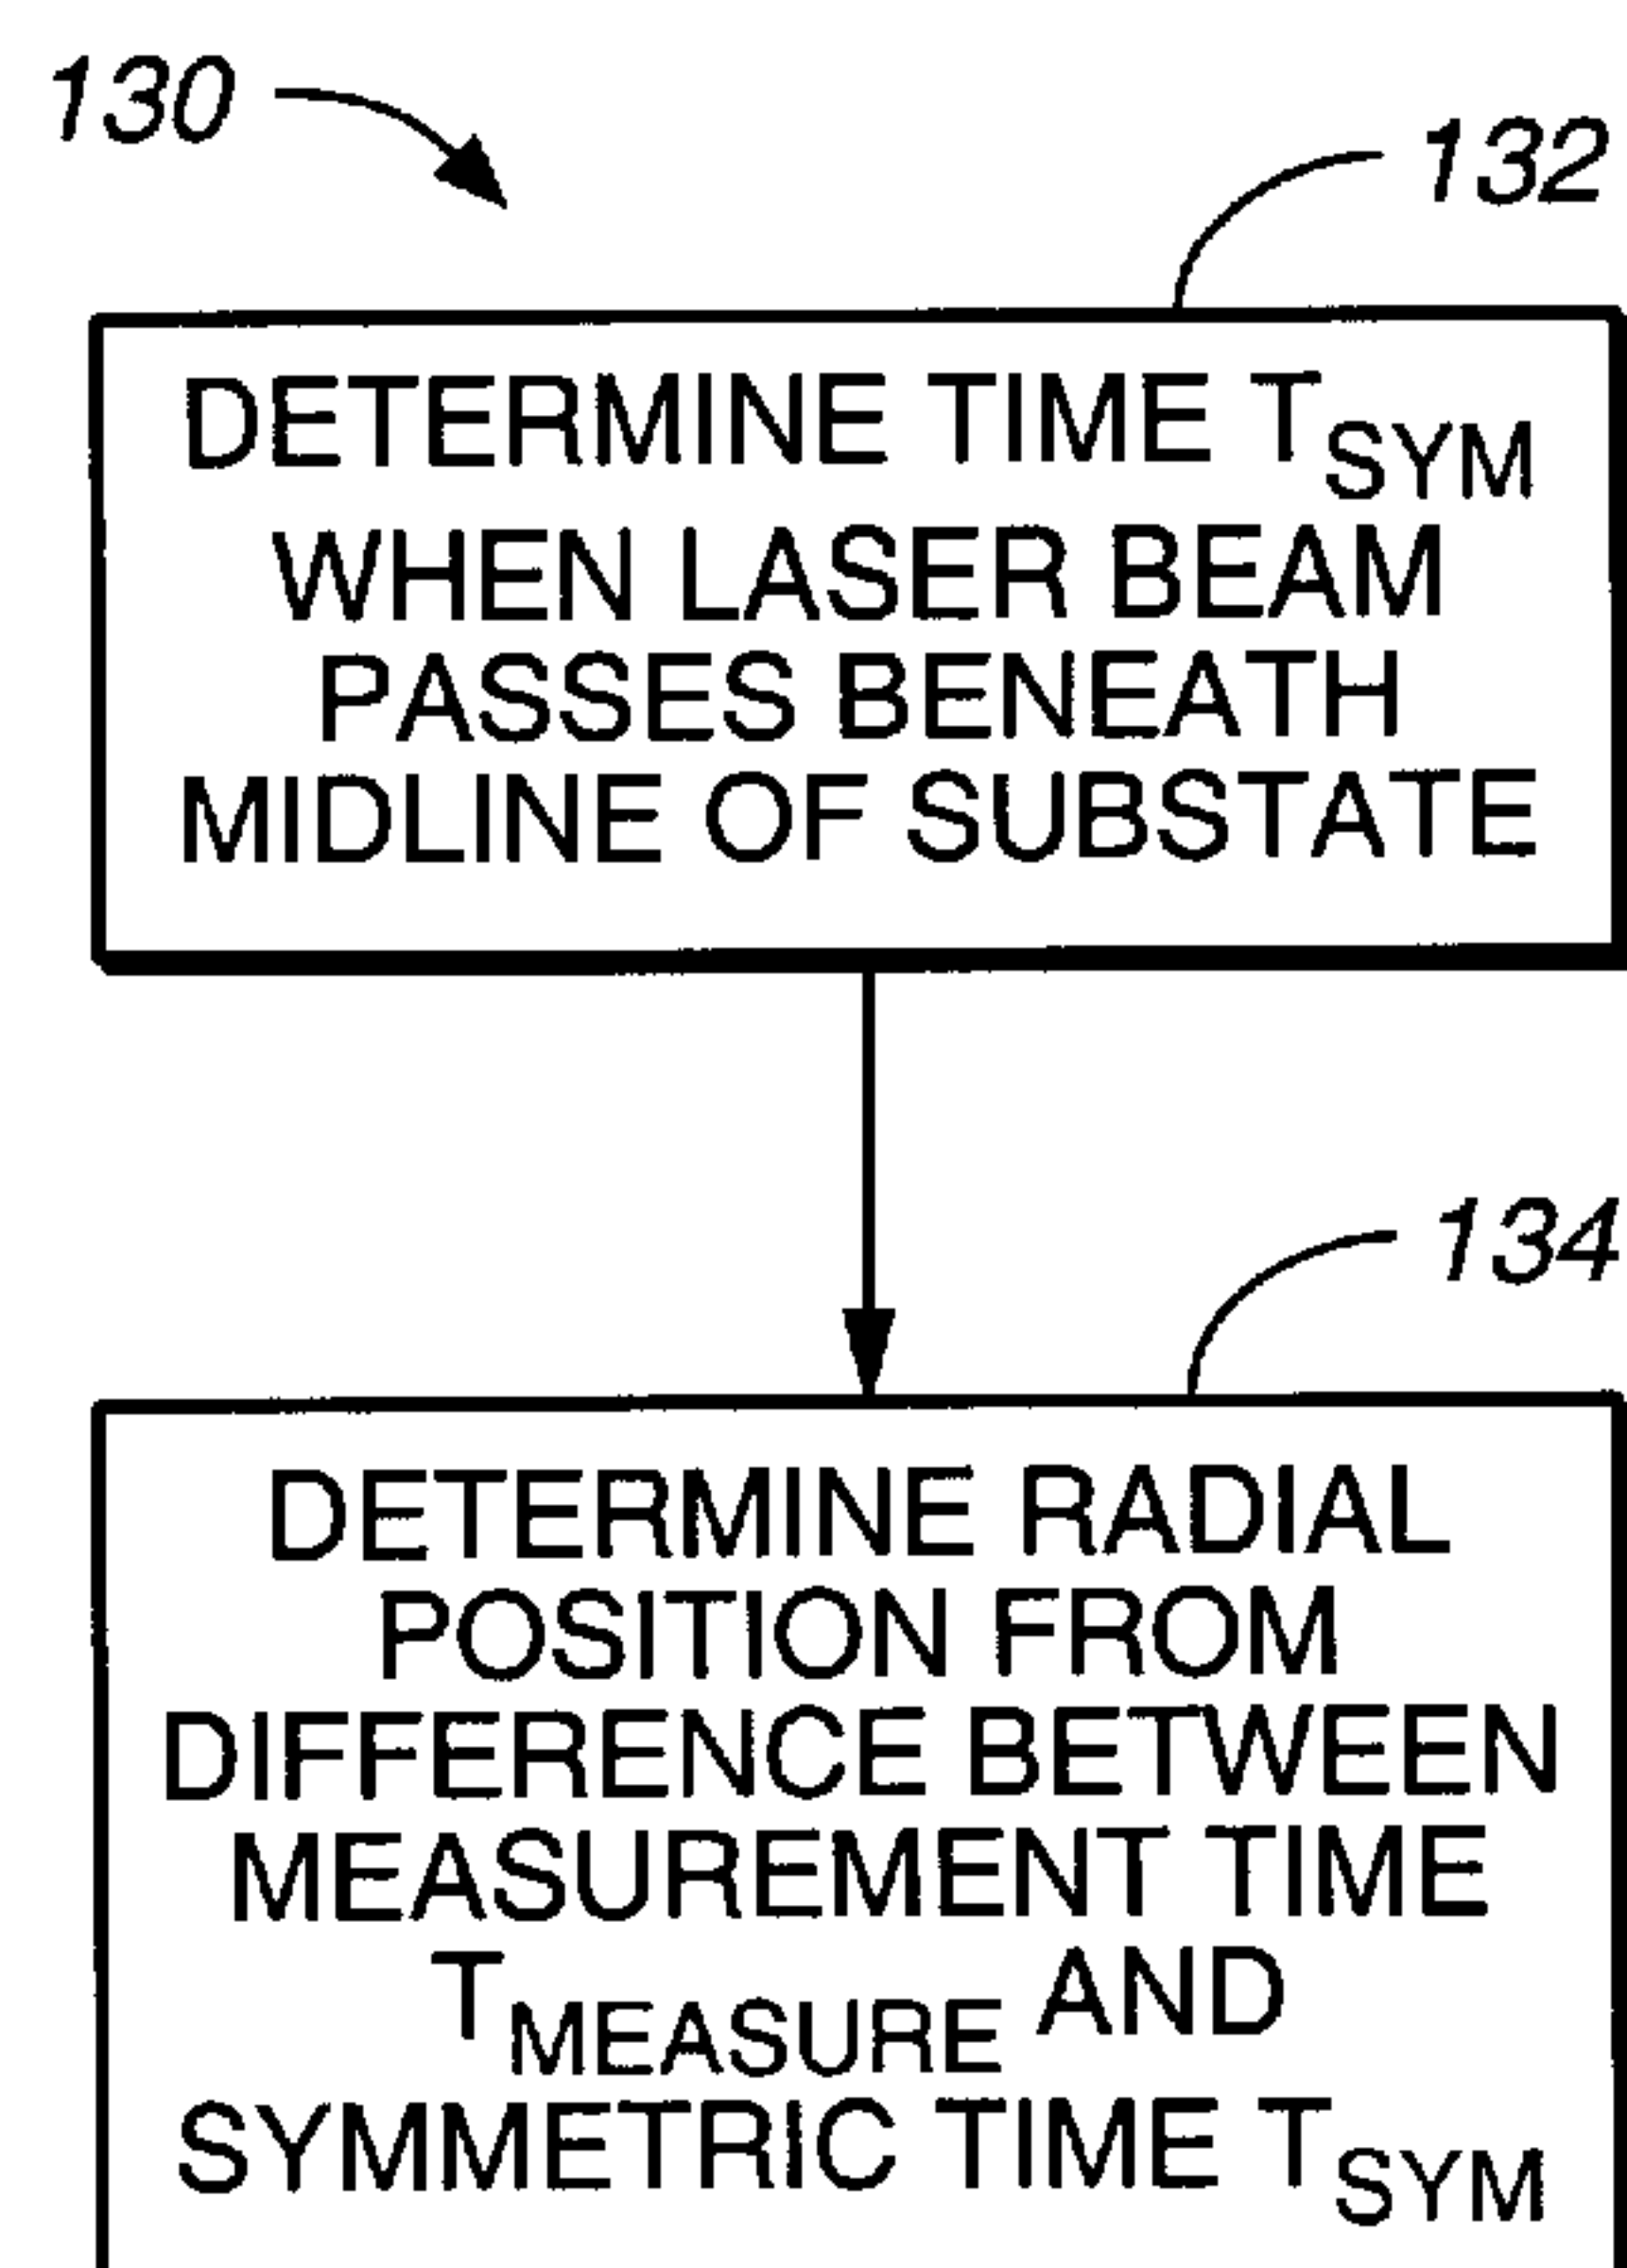 130
132
DETERMINE TIME TSYM
WHEN LASER BEAM
PASSES BENEATH
MIDLINE OF SUBSTATE
134
DETERMINE RADIAL
POSITION FROM
DIFFERENCE BETWEEN
MEASUREMENT TIME
TMEASURE AND
SYMMETRIC TIME TSYM